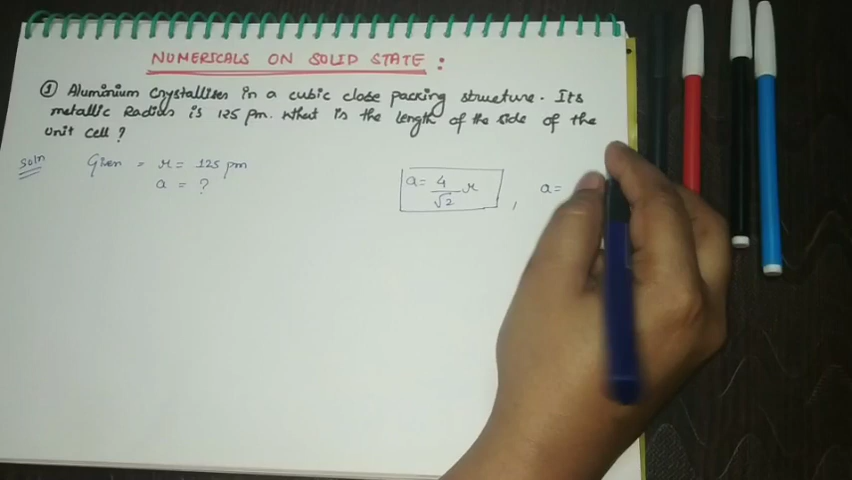 NUMERICALS ON SOLID STATE :
① Aluminium crystallises in a cubic close packing structure. Its
metallic Radius is 125 pm. What is the length of the side of the
Unit cell ?
Soln Given = r = 125 pm
a = ?
a = 4/√2 r , a =